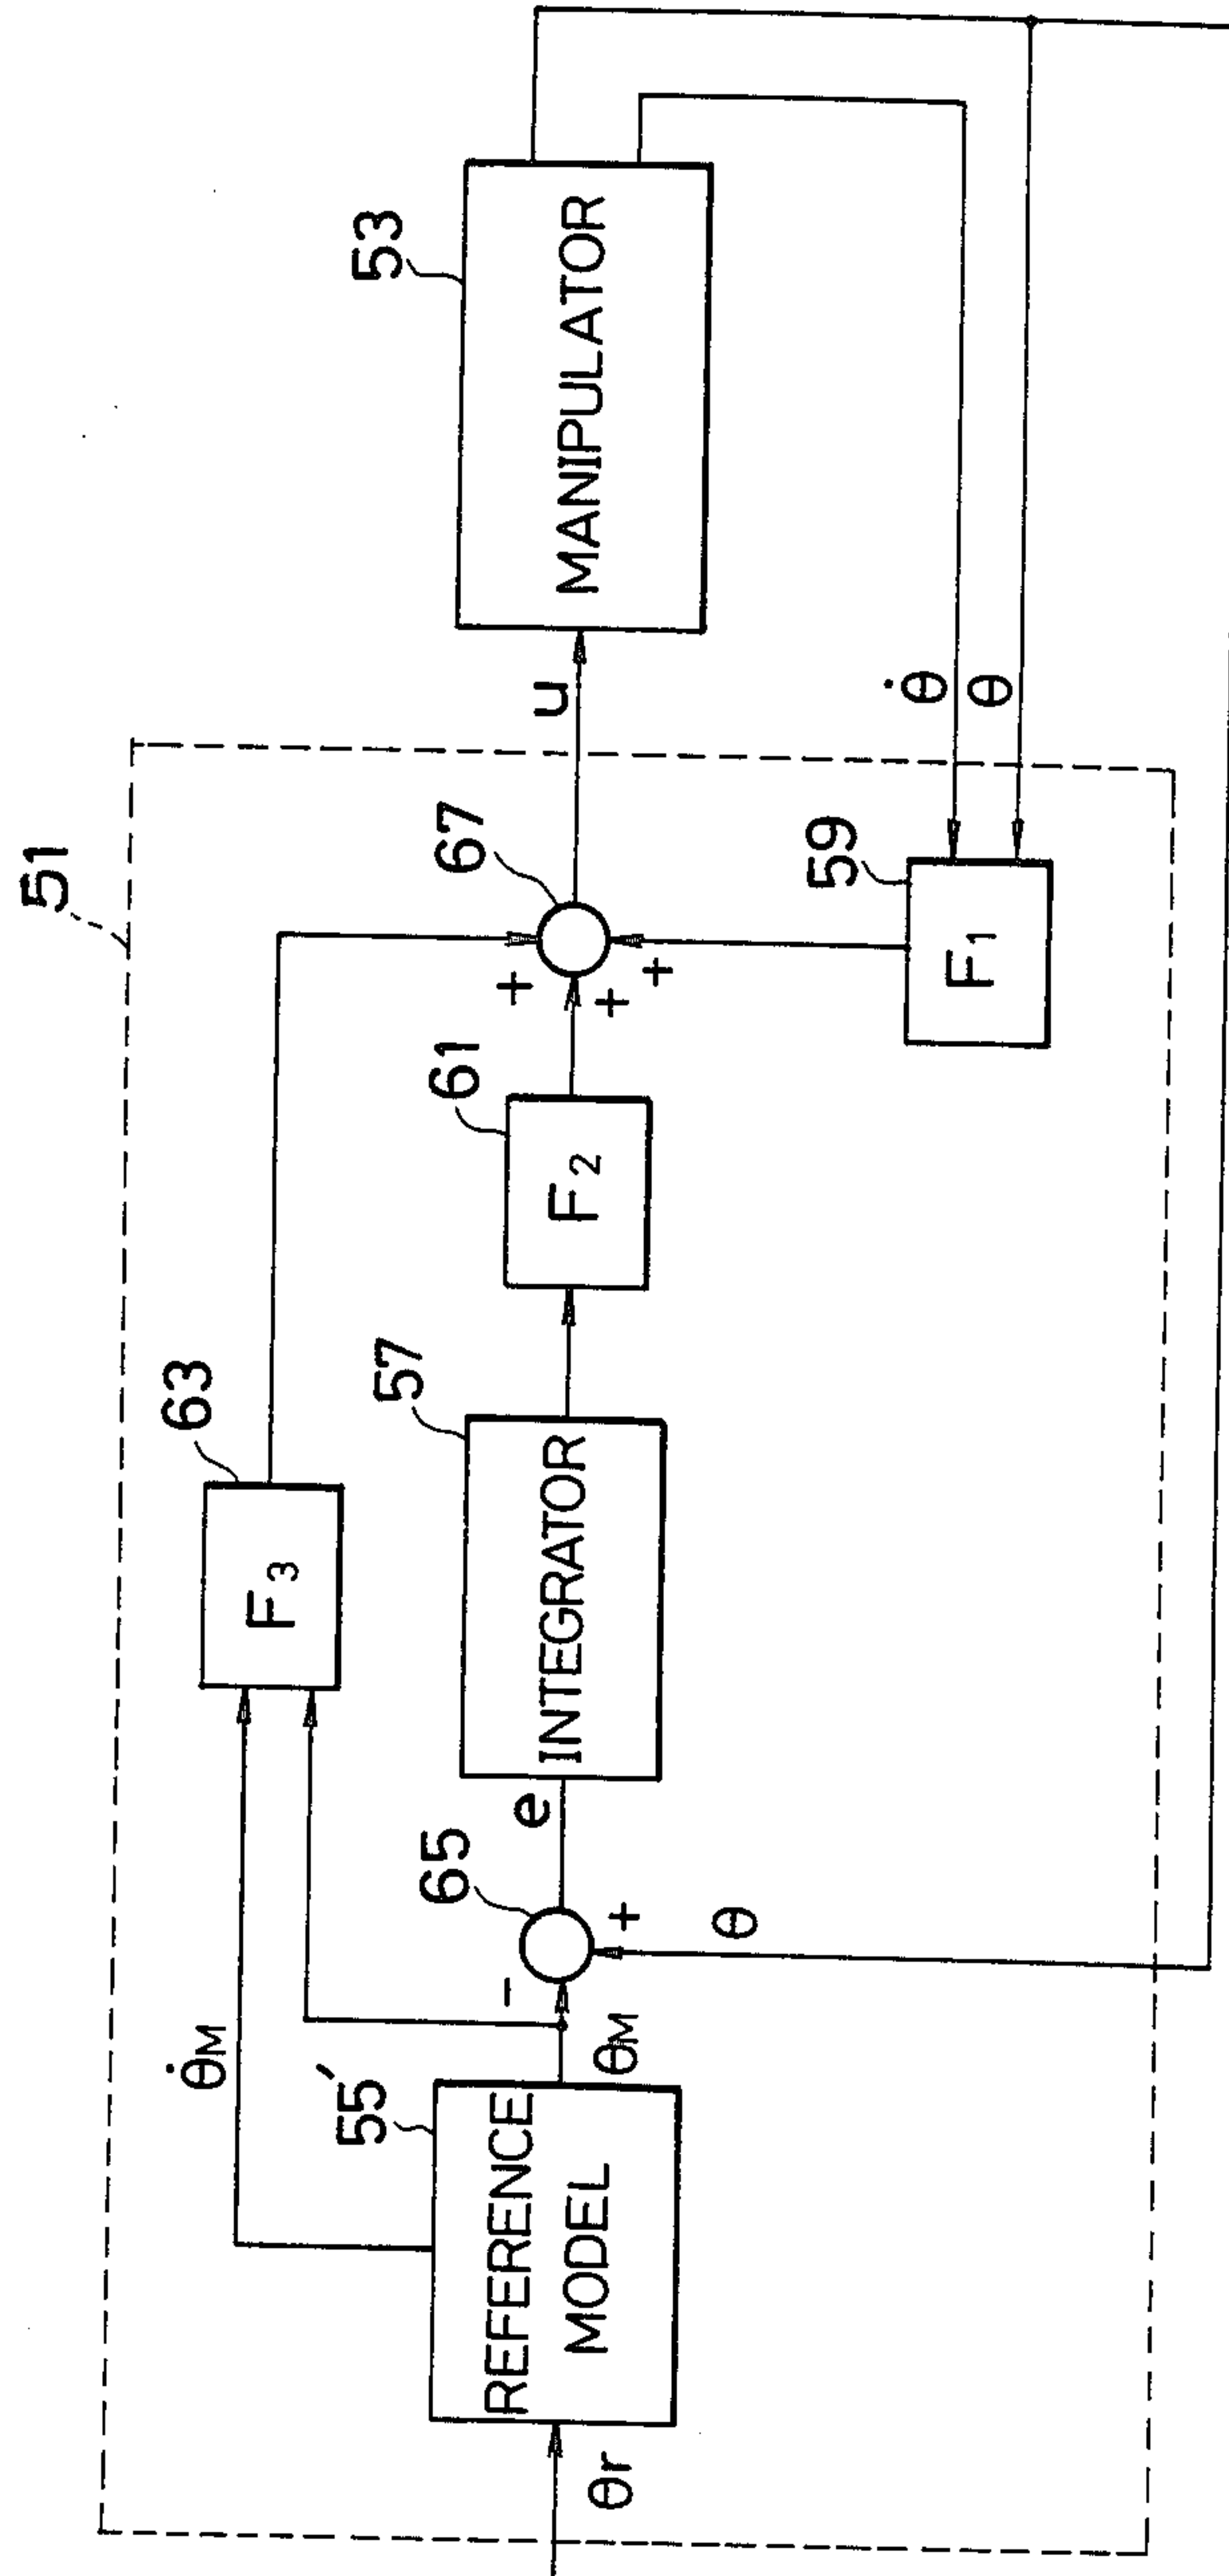 51
63
F3
θ̇M
53
MANIPULATOR
u
67
+
+
+
61
F2
57
INTEGRATOR
e
65
-
+
θM
55′
REFERENCE
MODEL
θr
θ̇
θ
59
F1
θ